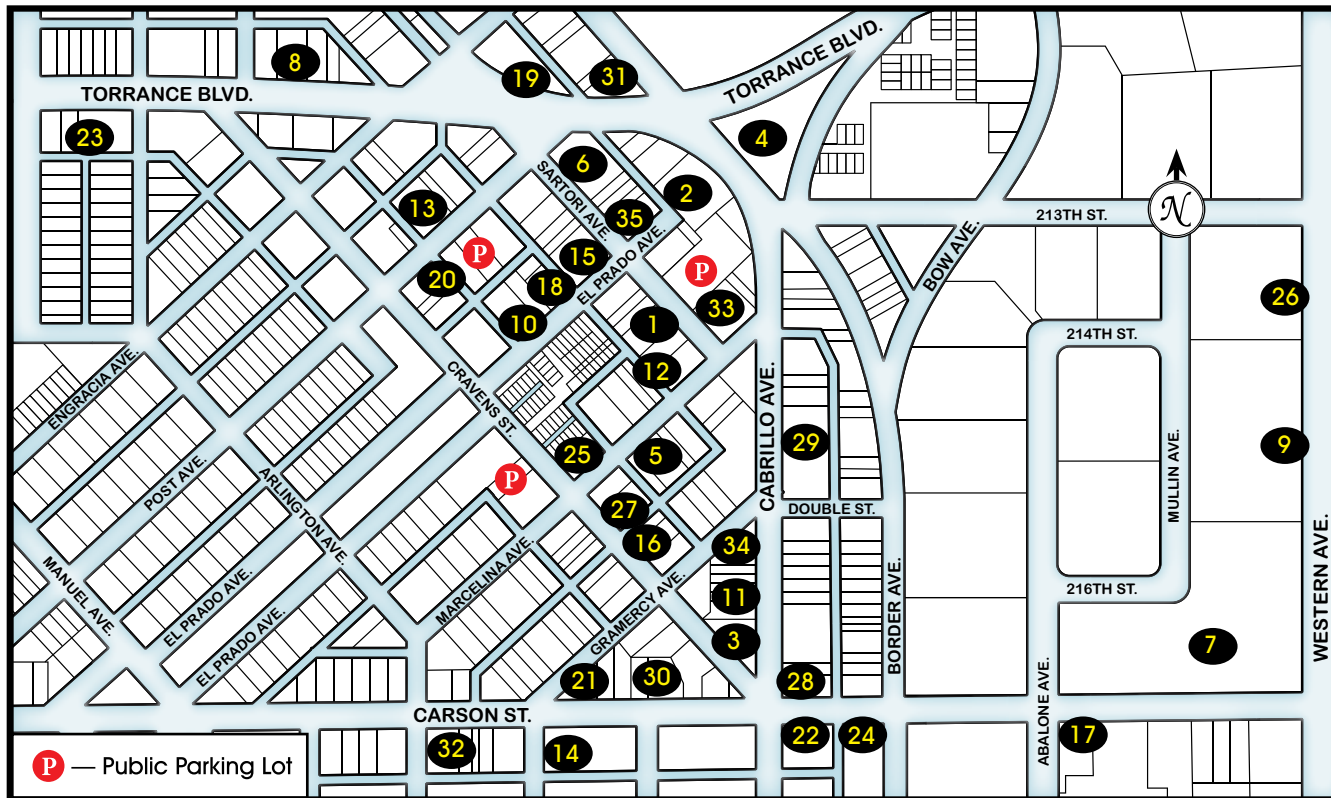 8
19
31
TORRANCE BLVD.
TORRANCE BLVD.
23
4
6
SARTORI AVE.
2
13
35
213TH ST.
N
P
15
EL PRADO AVE.
P
20
18
BOW AVE.
33
26
10
1
214TH ST.
ENGRACIA AVE.
CRAVENS ST.
12
CABRILLO AVE.
29
25
5
9
POST AVE.
ARLINGTON AVE.
P
MULLIN AVE.
27
DOUBLE ST.
16
34
MANUEL AVE.
EL PRADO AVE.
MARCELINA AVE.
GRAMERCY AVE.
11
BORDER AVE.
216TH ST.
WESTERN AVE.
EL PRADO AVE.
3
7
21
30
28
CARSON ST.
ABALONE AVE.
32
14
22
24
17
P — Public Parking Lot